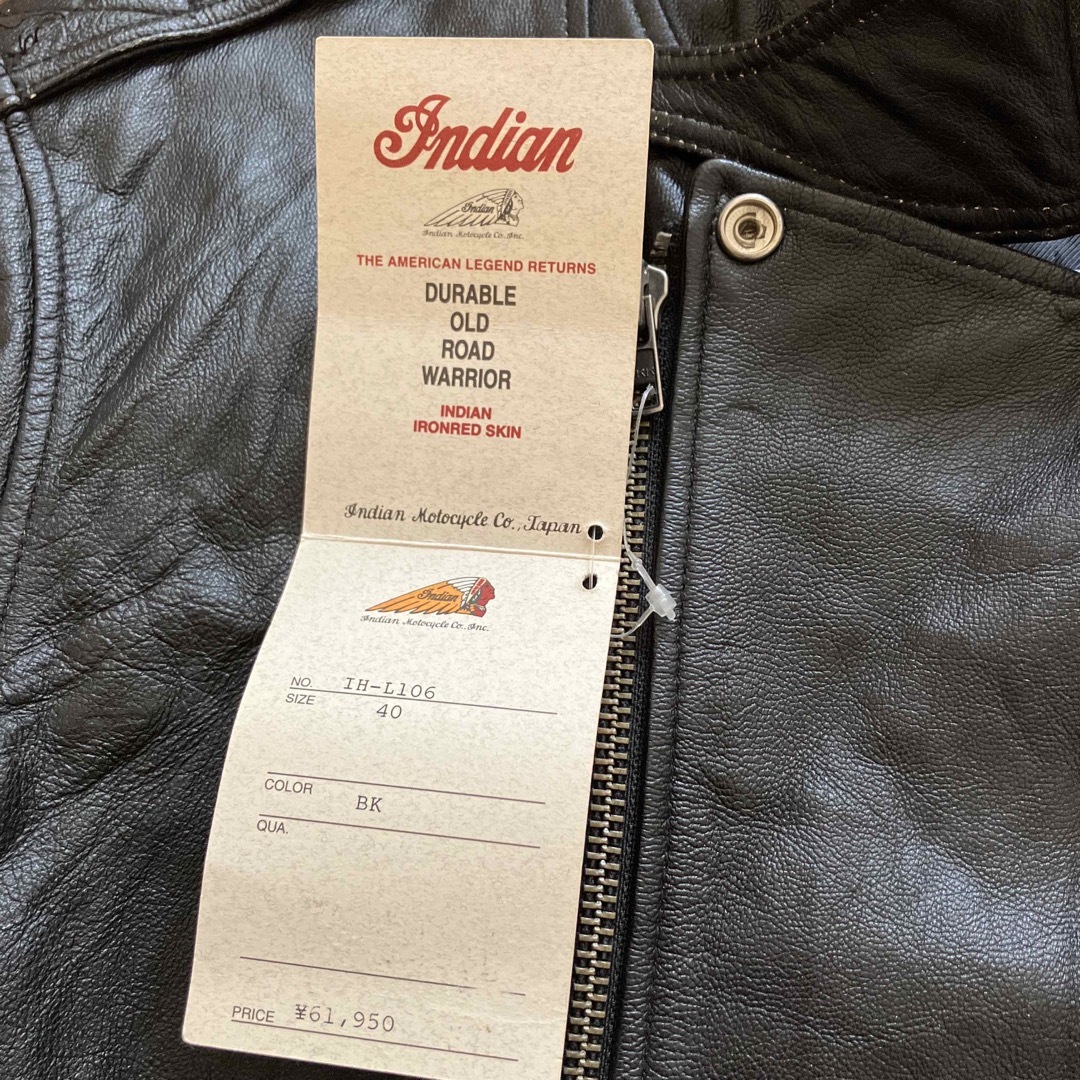 Indian
Indian
Indian Motocycle Co., Inc.
THE AMERICAN LEGEND RETURNS
DURABLE
OLD
ROAD
WARRIOR
INDIAN
IRONRED SKIN
Indian Motocycle Co., Japan
Indian
Indian Motocycle Co., Inc.
NO. IH-L106
SIZE 40
COLOR BK
QUA.
PRICE ¥61,950